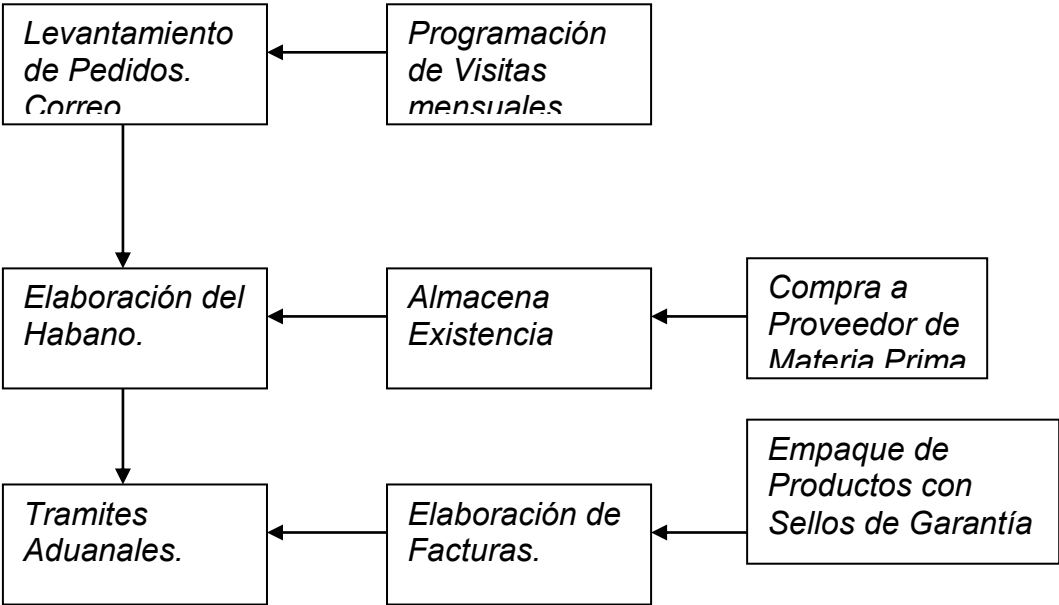 Levantamiento
de Pedidos.
Correo
Programación
de Visitas
mensuales
Elaboración del
Habano.
Almacena
Existencia
Compra a
Proveedor de
Materia Prima
Tramites
Aduanales.
Elaboración de
Facturas.
Empaque de
Productos con
Sellos de Garantía